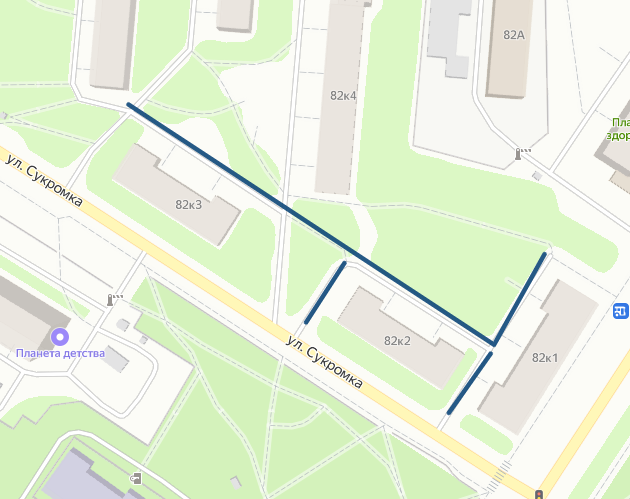 82А
82к4
Пла
здор
ул. Сукромка
82к3
Планета детства
ул. Сукромка
82к2
82к1